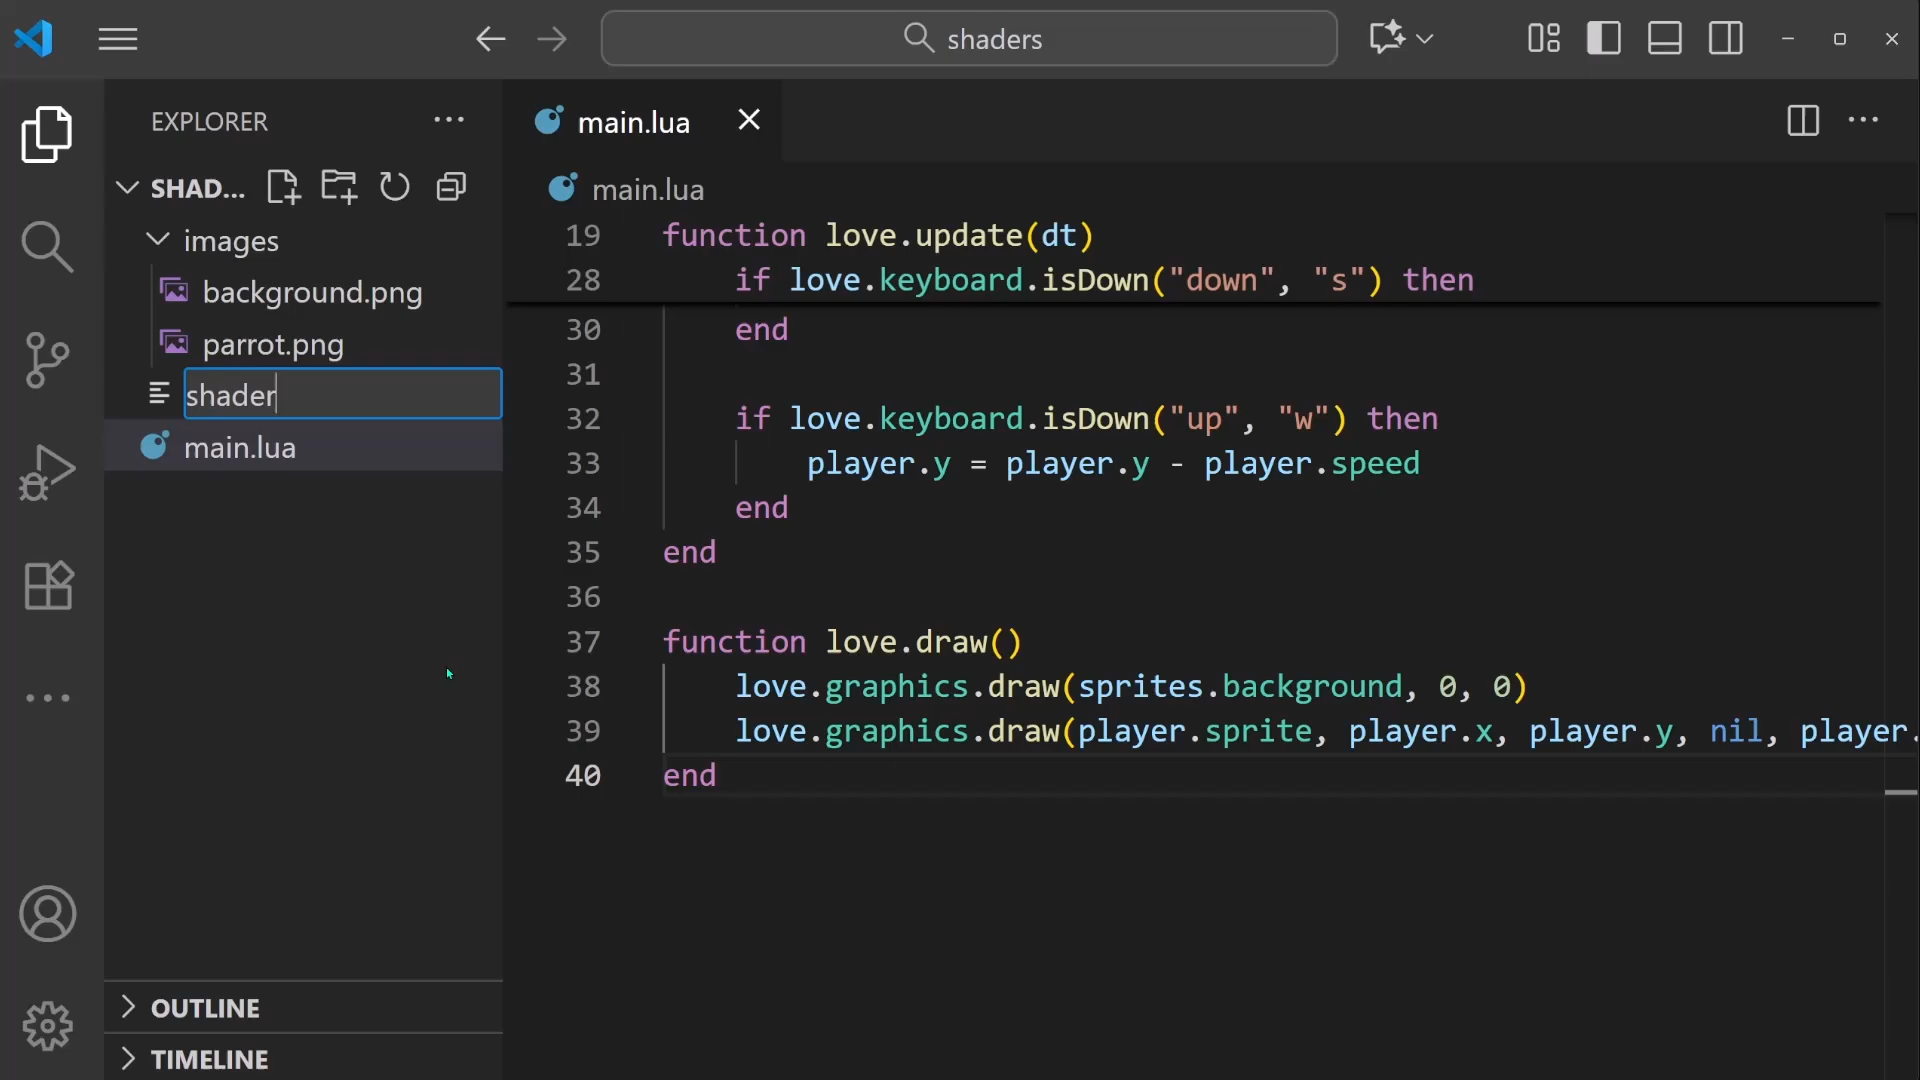 shaders
EXPLORER
SHAD...
images
background.png
parrot.png
shader
main.lua
OUTLINE
TIMELINE
main.lua
main.lua
19 function love.update(dt)
28 if love.keyboard.isDown("down", "s") then
30 end
31
32 if love.keyboard.isDown("up", "w") then
33 player.y = player.y - player.speed
34 end
35 end
36
37 function love.draw()
38 love.graphics.draw(sprites.background, 0, 0)
39 love.graphics.draw(player.sprite, player.x, player.y, nil, player.
40 end